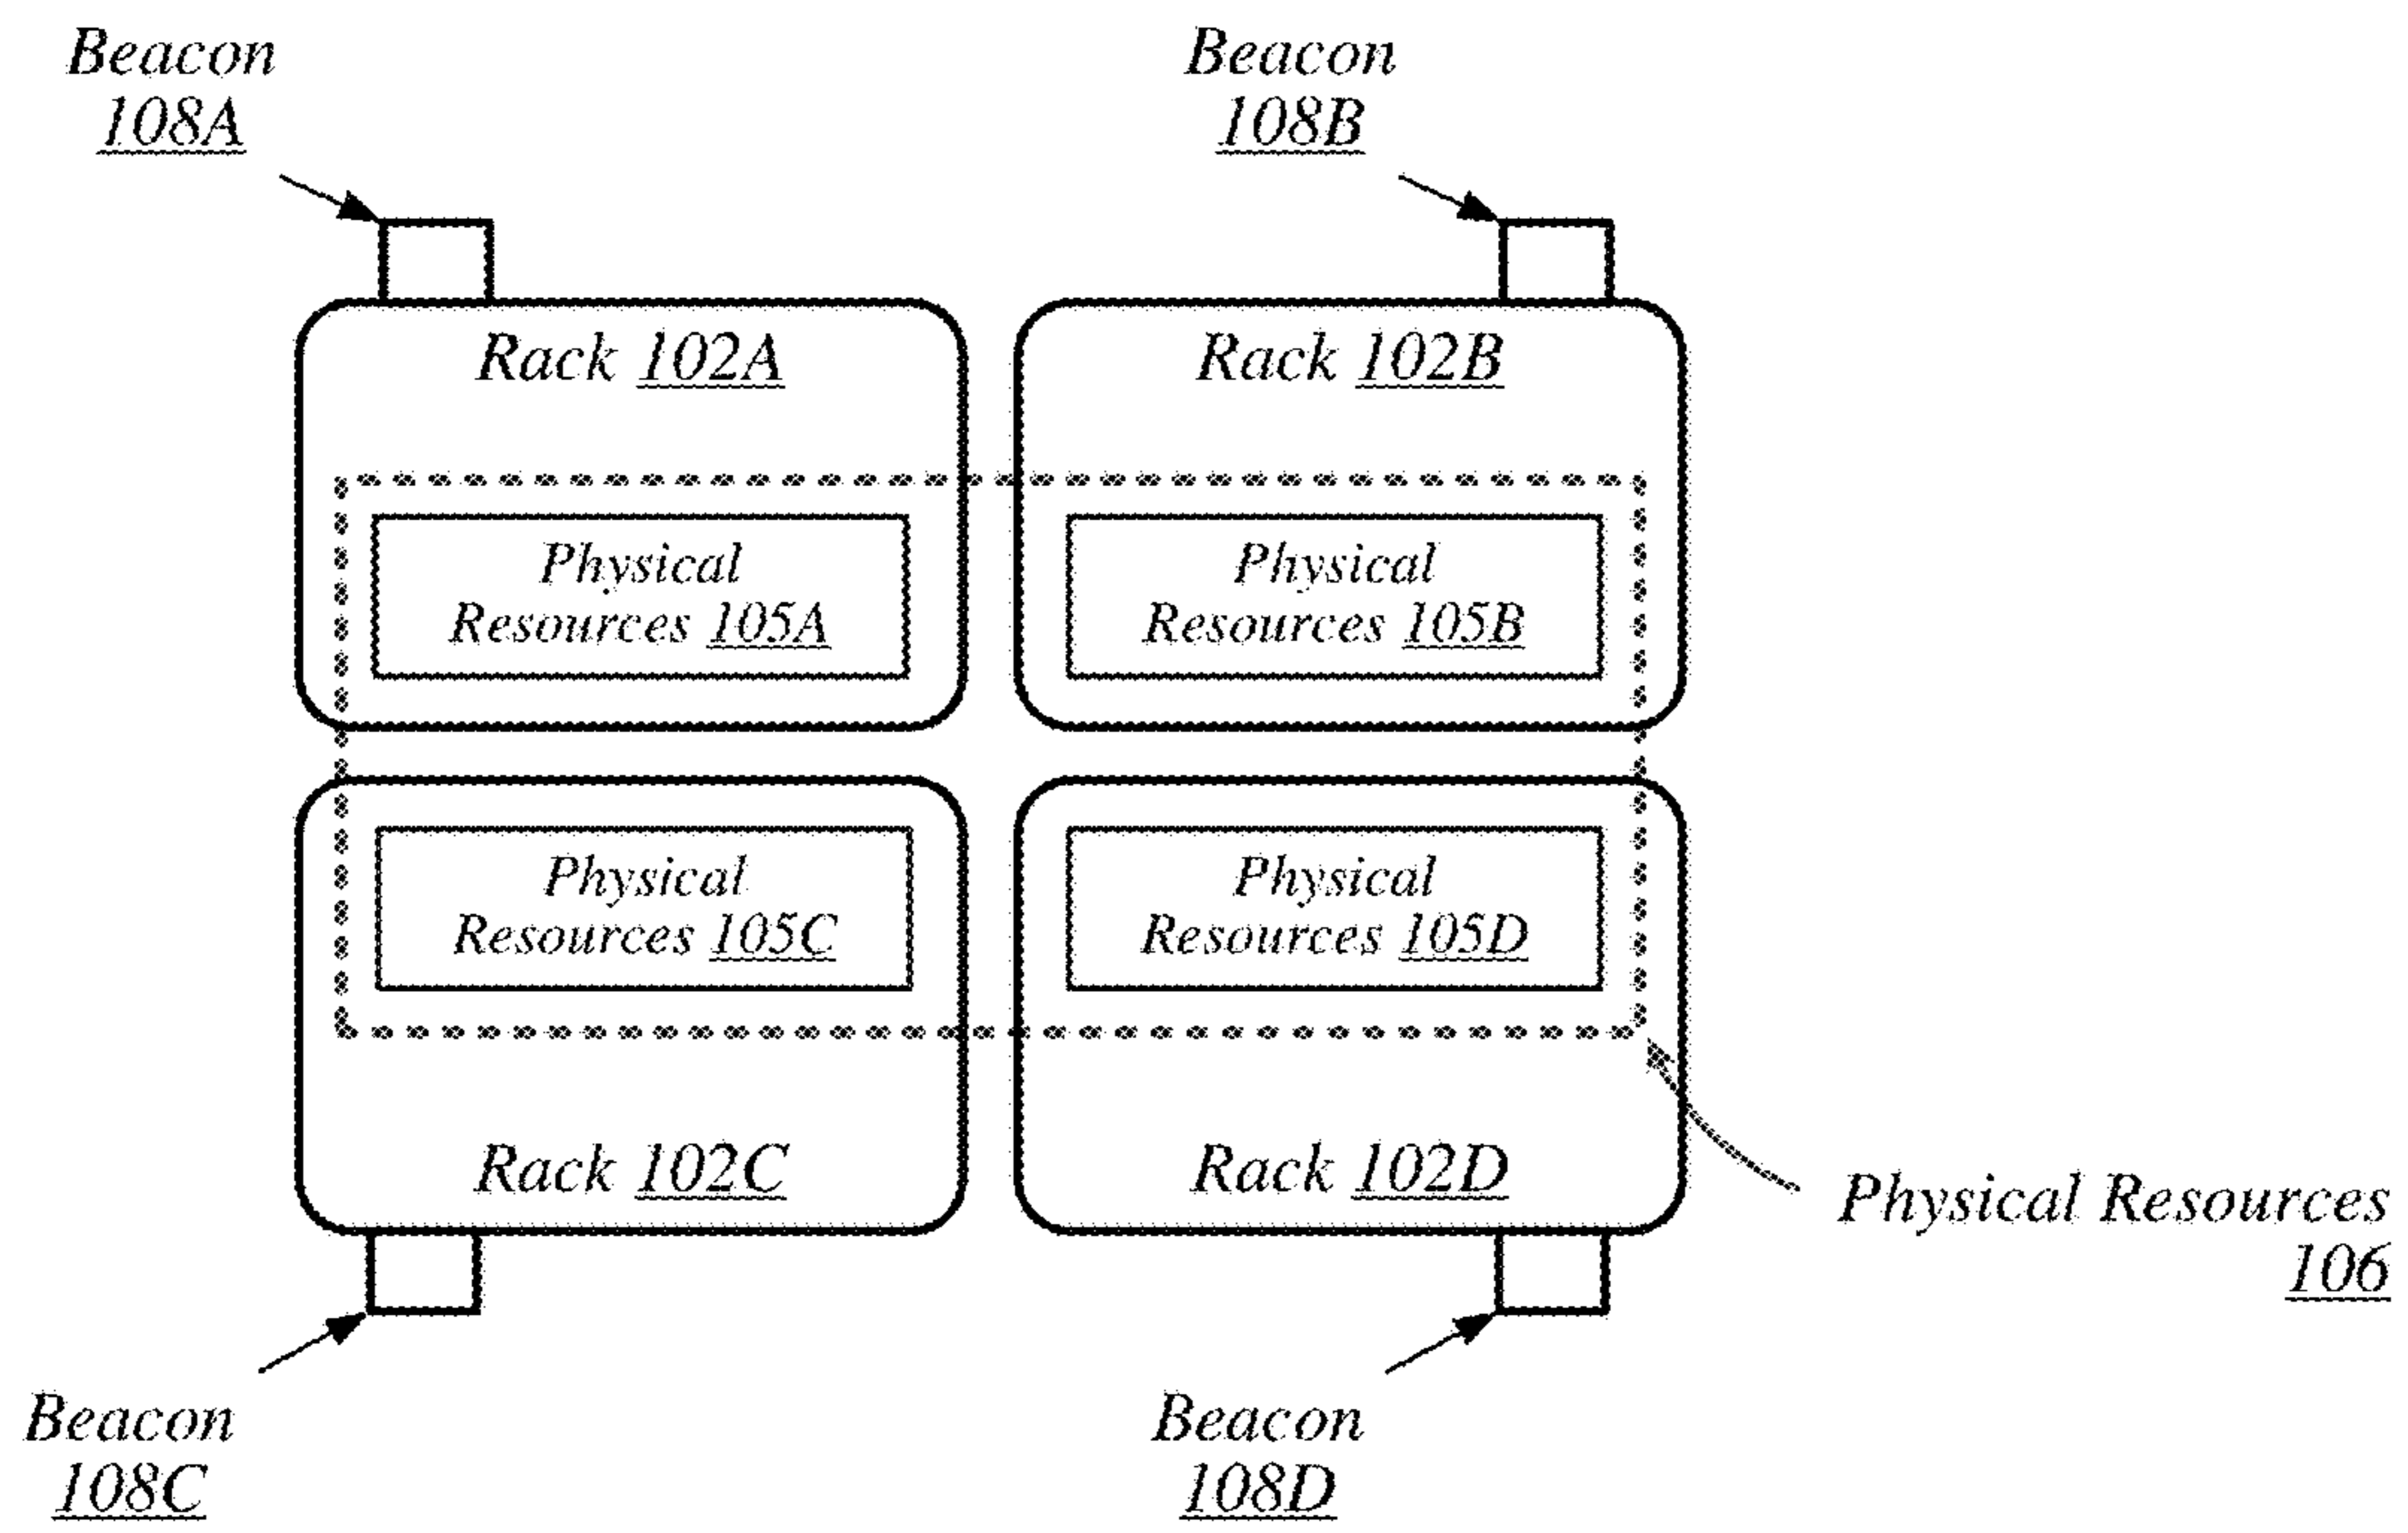 Beacon
108A
Beacon
108B
Rack 102A
Rack 102B
Physical
Resources 105A
Physical
Resources 105B
Physical
Resources 105C
Physical
Resources 105D
Rack 102C
Rack 102D
Physical Resources
106
Beacon
108C
Beacon
108D